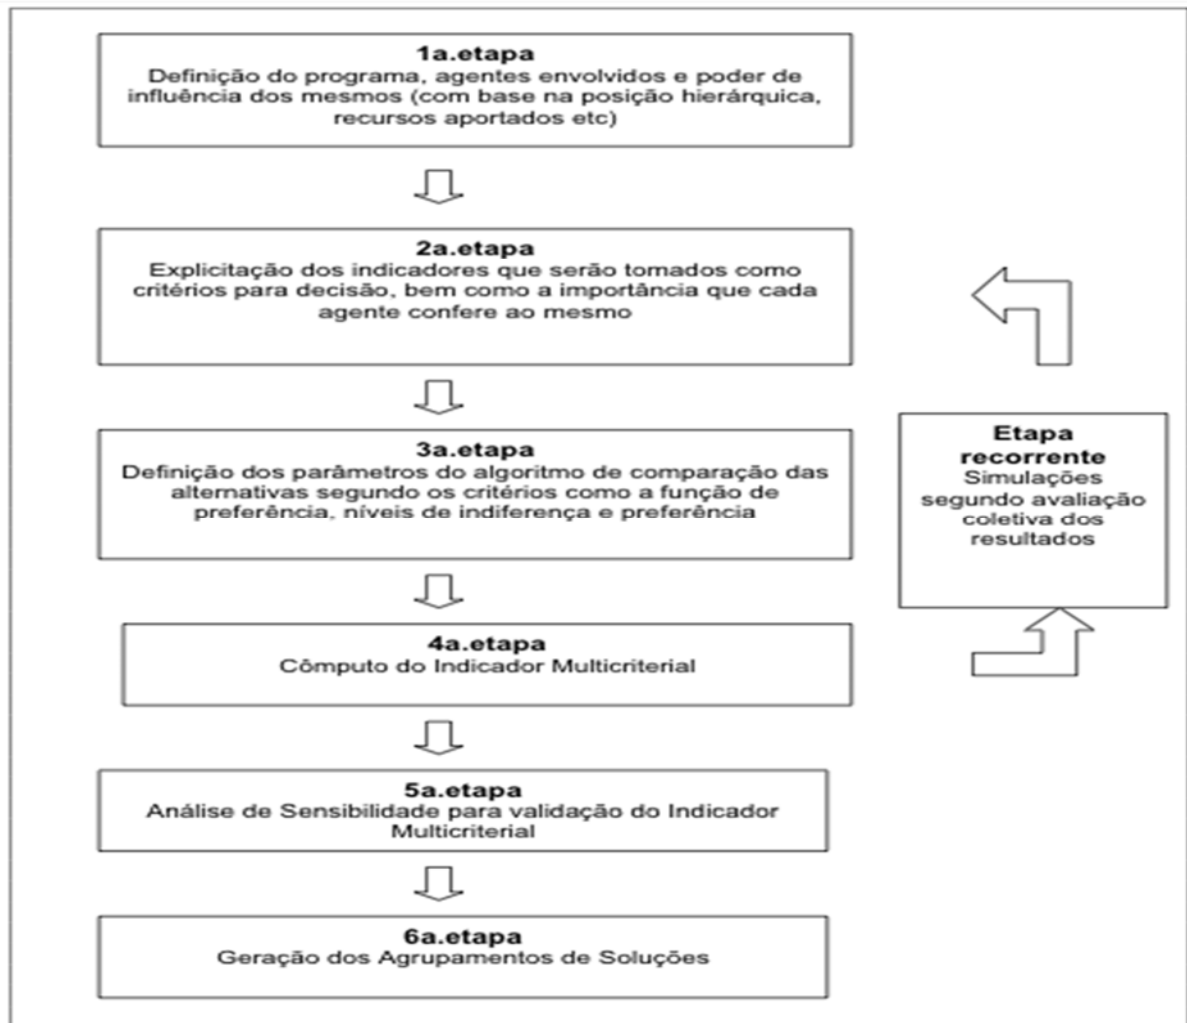 1a.etapa
Definição do programa, agentes envolvidos e poder de
influência dos mesmos (com base na posição hierárquica,
recursos aportados etc)
2a.etapa
Explicitação dos indicadores que serão tomados como
critérios para decisão, bem como a importância que cada
agente confere ao mesmo
3a.etapa
Definição dos parâmetros do algoritmo de comparação das
alternativas segundo os critérios como a função de
preferência, níveis de indiferença e preferência
Etapa
recorrente
Simulações
segundo avaliação
coletiva dos
resultados
4a.etapa
Cômputo do Indicador Multicriterial
5a.etapa
Análise de Sensibilidade para validação do Indicador
Multicriterial
6a.etapa
Geração dos Agrupamentos de Soluções